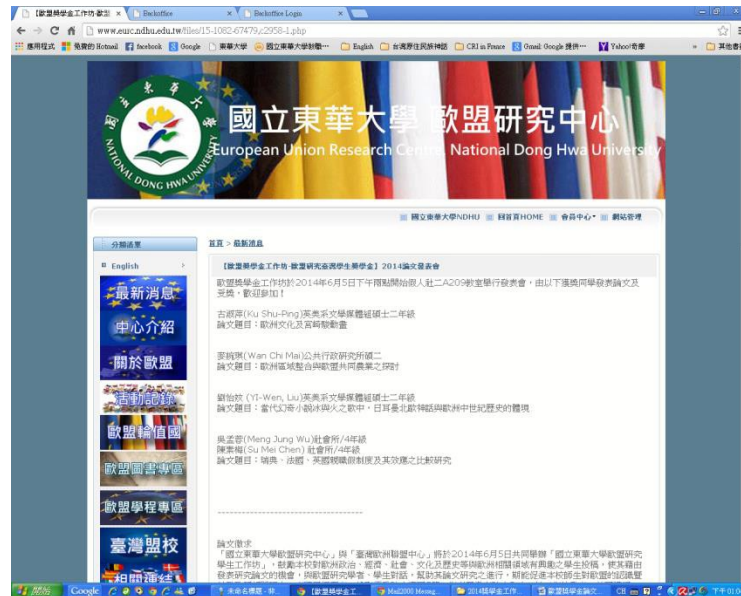 【歐盟獎學金工作坊-歐盟
Beckoffice
Beckoffice Login
www.eurc.ndhu.edu.tw/files/15-1082-67479,c2958-1.php
應用程式
免費的 Hotmail
facebook
Google
東華大學
English
台灣原住民族神話
CRI in France
Yahoo!奇摩
國立東華大學 歐盟研究中心
European Union Research Centre, National Dong Hwa University
國立東華大學
NATIONAL DONG HWA UNIVERSITY
國立東華大學NDHU
回首頁HOME
會員中心
網站管理
分類清單
首頁 > 最新消息
English
【歐盟獎學金工作坊-歐盟研究臺灣學生獎學金】2014論文發表會
歐盟獎學金工作坊於2014年6月5日下午兩點開始假人社二A209教室舉行發表會，由以下獲獎同學發表論文及
受獎，歡迎參加！
古淑萍(Ku Shu-Ping)英美系文學媒體組碩士二年級
論文題目：歐洲文化及宮崎駿動畫
麥婉琪(Wan Chi Mai)公共行政研究所碩二
論文題目：歐洲區域整合與歐盟共同農業之探討
劉怡妏 (YI-Wen, Liu)英美系文學媒體組碩士二年級
論文題目：當代幻奇小說冰與火之歌中，日耳曼北歐神話與歐洲中世紀歷史的體現
吳孟蓉(Meng Jung Wu)社會所/4年級
陳素梅(Su Mei Chen) 社會所/4年級
論文題目：瑞典、法國、英國親職假制度及其效應之比較研究
-----------------------------------
論文徵求
「國立東華大學歐盟研究中心」與「臺灣歐洲聯盟中心」將於2014年6月5日共同舉辦「國立東華大學歐盟研究
學生工作坊」，鼓勵本校對歐洲政治、經濟、社會、文化及歷史等與歐洲相關領域有興趣之學生投稿，使其藉由
發表研究論文的機會，與歐盟研究學者、學生對話，幫助其論文研究之進行，期能促進本校師生對歐盟的認識暨
最新消息
中心介紹
關於歐盟
活動記錄
歐盟輪值國
歐盟圖書專區
歐盟學程專區
臺灣盟校
相關連結
開始
Google
【歐盟獎學金工
2014獎學金工作
歐盟獎學金論文
CH